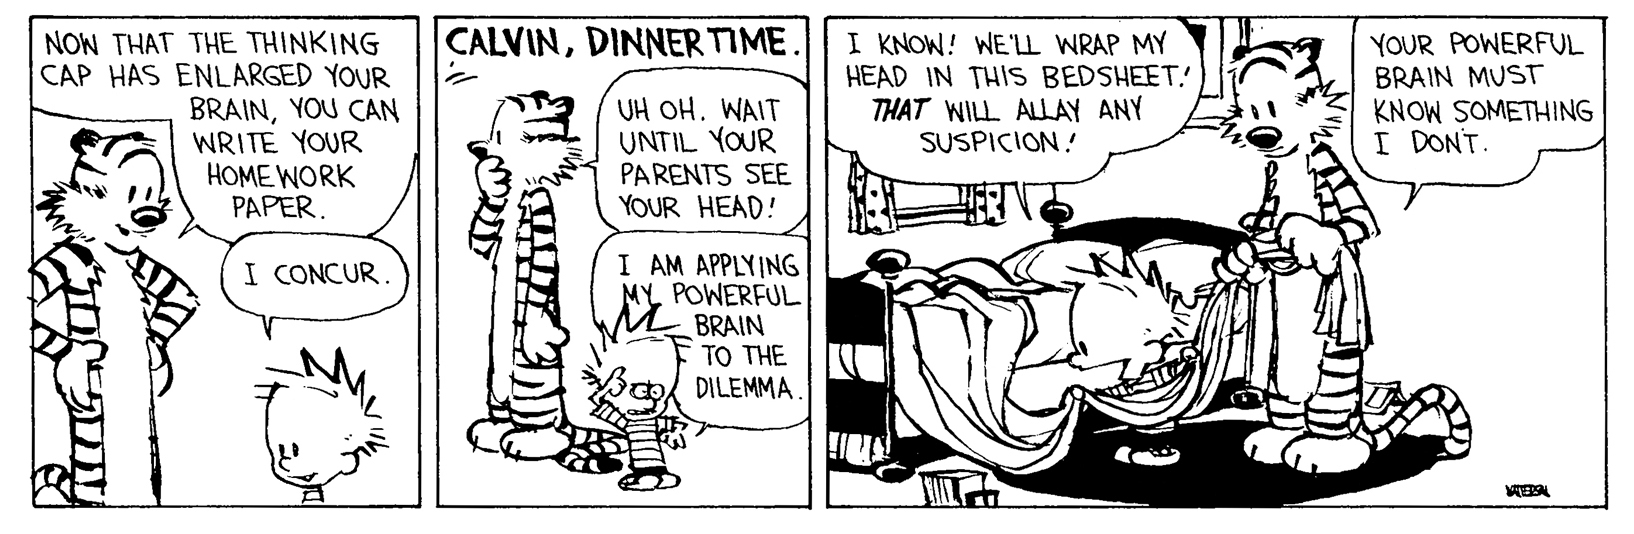 NOW THAT THE THINKING
CAP HAS ENLARGED YOUR
BRAIN, YOU CAN
WRITE YOUR
HOMEWORK
PAPER.
I CONCUR.
CALVIN, DINNERTIME.
UH OH. WAIT
UNTIL YOUR
PARENTS SEE
YOUR HEAD!
I AM APPLYING
MY POWERFUL
BRAIN
TO THE
DILEMMA.
I KNOW! WE'LL WRAP MY
HEAD IN THIS BEDSHEET!
THAT WILL ALLAY ANY
SUSPICION!
YOUR POWERFUL
BRAIN MUST
KNOW SOMETHING
I DON'T.
WATTERSON